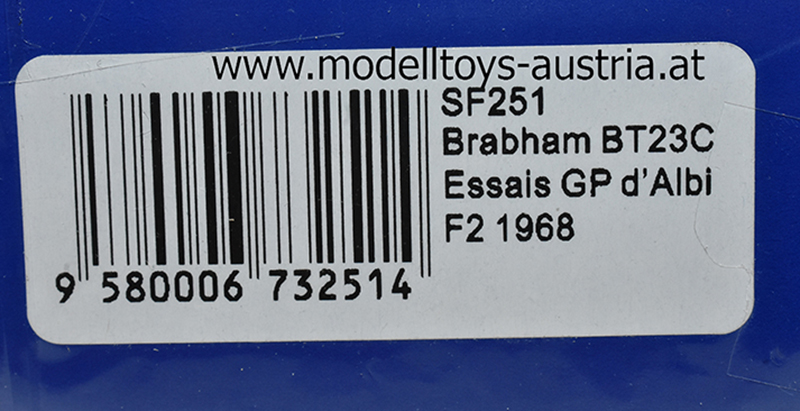 www.modelltoys-austria.at
SF251
Brabham BT23C
Essais GP d'Albi
F2 1968
9 580006 732514